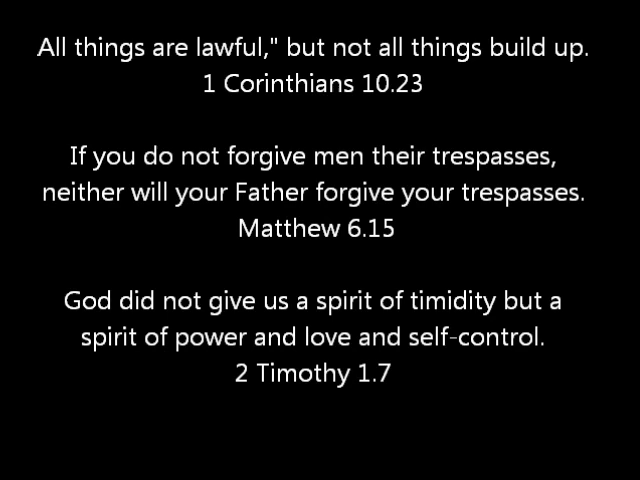 All things are lawful," but not all things build up.
1 Corinthians 10.23
If you do not forgive men their trespasses,
neither will your Father forgive your trespasses.
Matthew 6.15
God did not give us a spirit of timidity but a
spirit of power and love and self-control.
2 Timothy 1.7